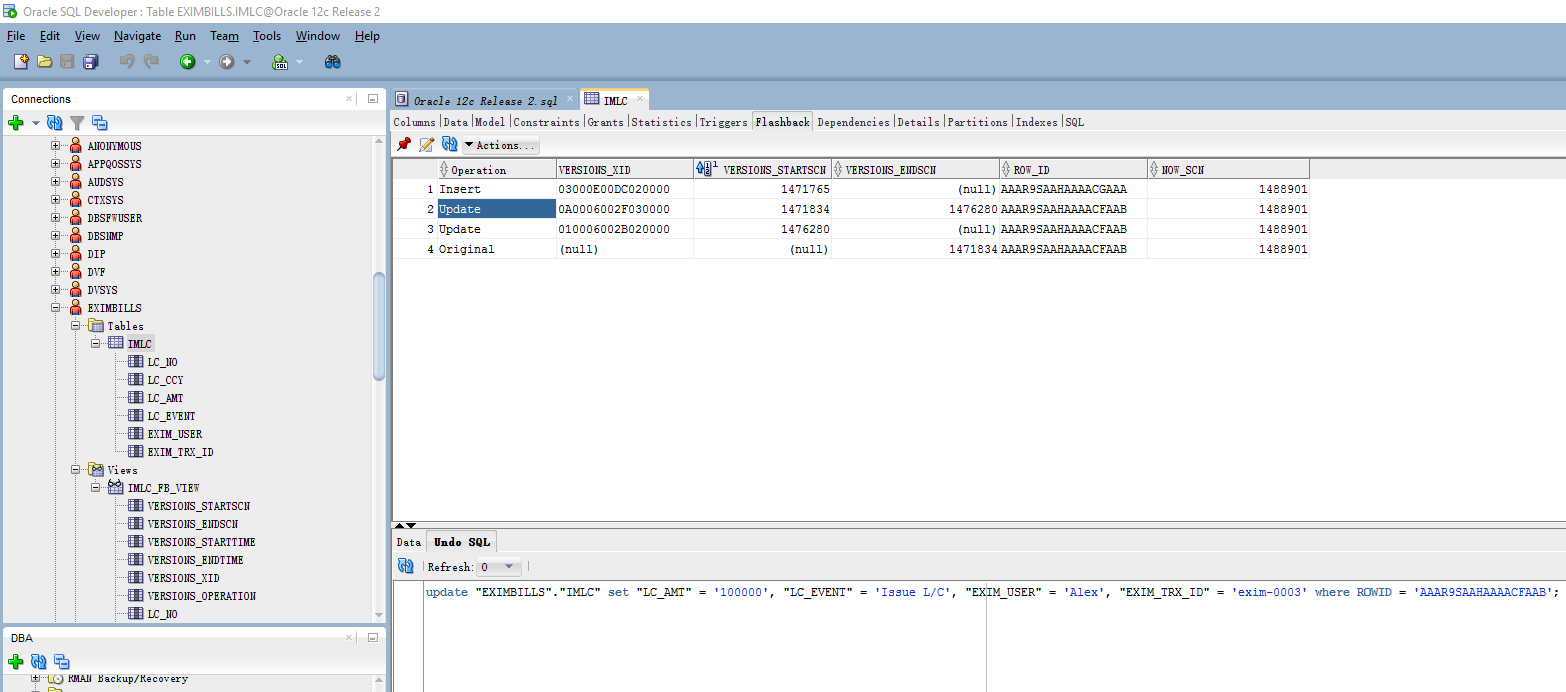 Oracle SQL Developer : Table EXIMBILLS.IMLC@Oracle 12c Release 2
File Edit View Navigate Run Team Tools Window Help
Connections
ANONYMOUS
APPQOSSYS
AUDSYS
CTXSYS
DBSFWUSER
DBSNMP
DIP
DVF
DVSYS
EXIMBILLS
Tables
IMLC
LC_NO
LC_CCY
LC_AMT
LC_EVENT
EXIM_USER
EXIM_TRX_ID
Views
IMLC_FB_VIEW
VERSIONS_STARTSCN
VERSIONS_ENDSCN
VERSIONS_STARTTIME
VERSIONS_ENDTIME
VERSIONS_XID
VERSIONS_OPERATION
LC_NO
DBA
RMAN Backup/Recovery
Oracle 12c Release 2.sql IMLC
Columns Data Model Constraints Grants Statistics Triggers Flashback Dependencies Details Partitions Indexes SQL
Actions...
Operation VERSIONS_XID VERSIONS_STARTSCN VERSIONS_ENDSCN ROW_ID NOW_SCN
1 Insert 03000E00DC020000 1471765 (null) AAAR9SAAHAAAACGAAA 1488901
2 Update 0A0006002F030000 1471834 1476280 AAAR9SAAHAAAACFAAB 1488901
3 Update 010006002B020000 1476280 (null) AAAR9SAAHAAAACFAAB 1488901
4 Original (null) (null) 1471834 AAAR9SAAHAAAACFAAB 1488901
Data Undo SQL
Refresh: 0
update "EXIMBILLS"."IMLC" set "LC_AMT" = '100000', "LC_EVENT" = 'Issue L/C', "EXIM_USER" = 'Alex', "EXIM_TRX_ID" = 'exim-0003' where ROWID = 'AAAR9SAAHAAAACFAAB';